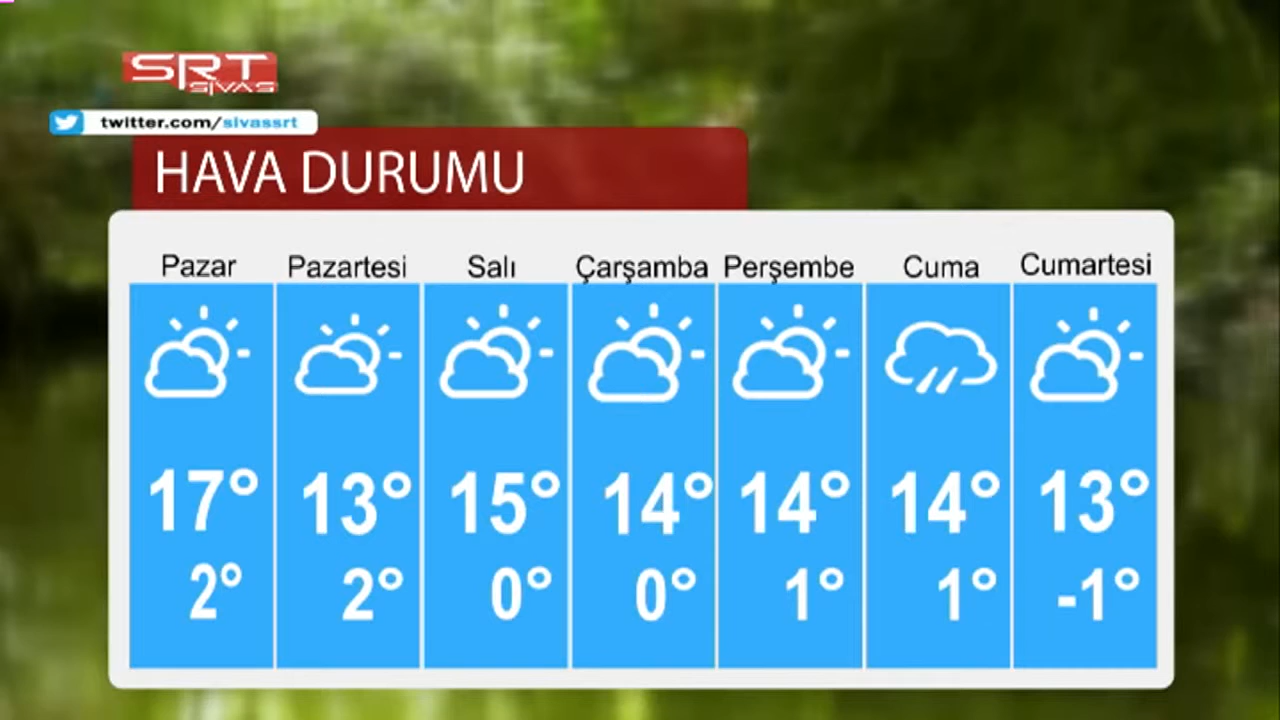 SRT
SİVAS
twitter.com/sivassrt
HAVA DURUMU
Pazar Pazartesi Salı Çarşamba Perşembe Cuma Cumartesi
17° 13° 15° 14° 14° 14° 13°
2° 2° 0° 0° 1° 1° -1°